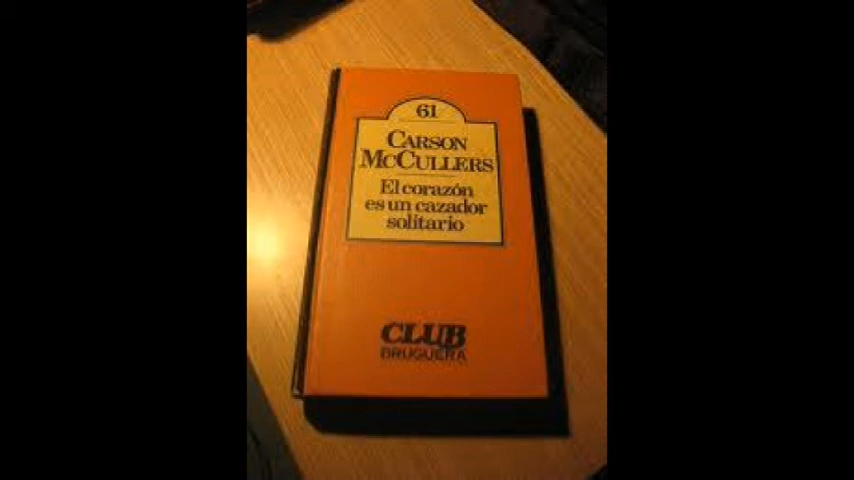 61
CARSON
McCULLERS
El corazón
es un cazador
solitario
CLUB
BRUGUERA